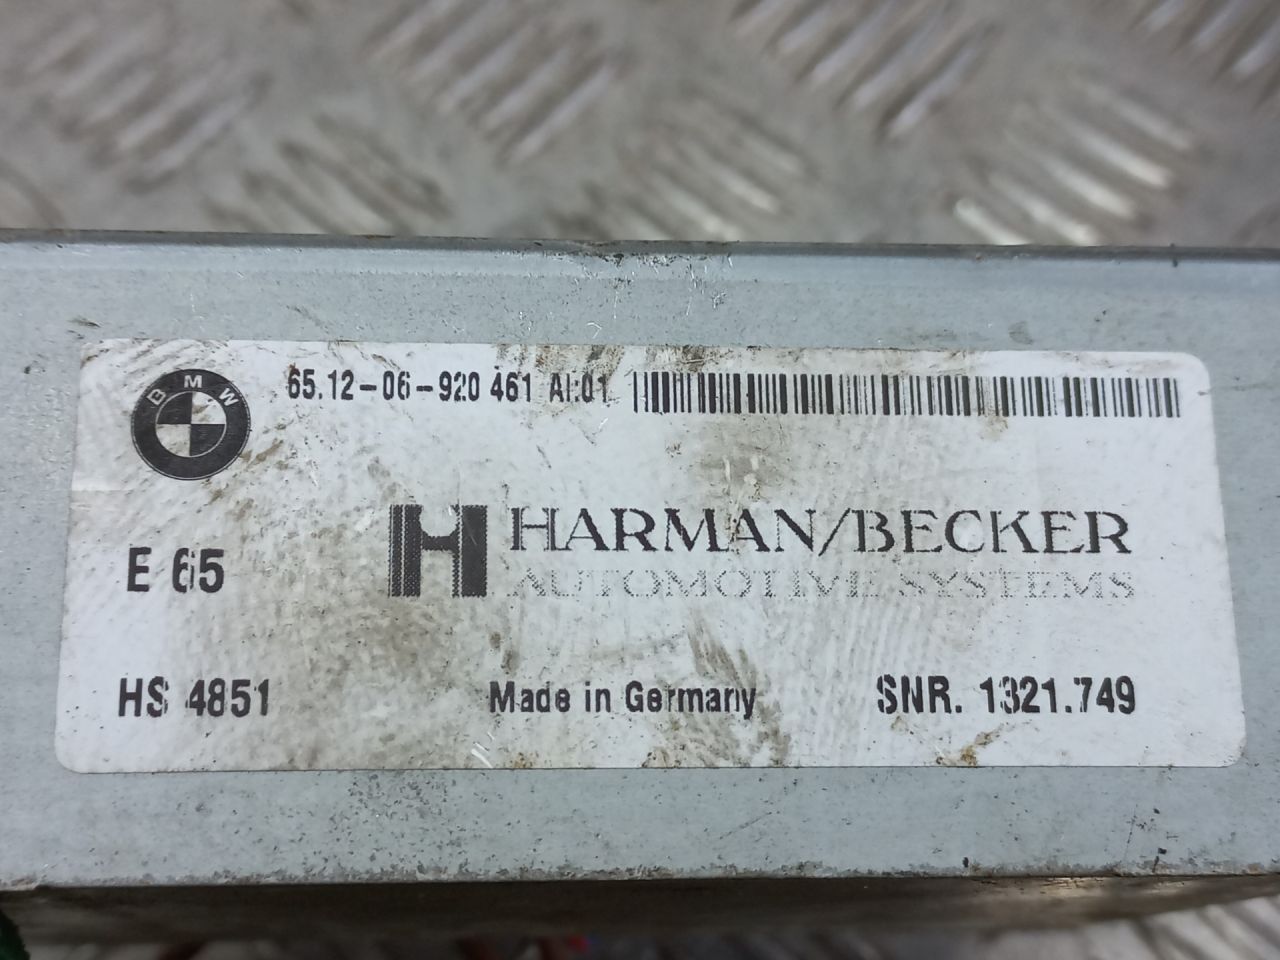 BMW
65.12-06-920 461 AI:01
HARMAN/BECKER
AUTOMOTIVE SYSTEMS
E 65
HS 4851
Made in Germany
SNR. 1321.749